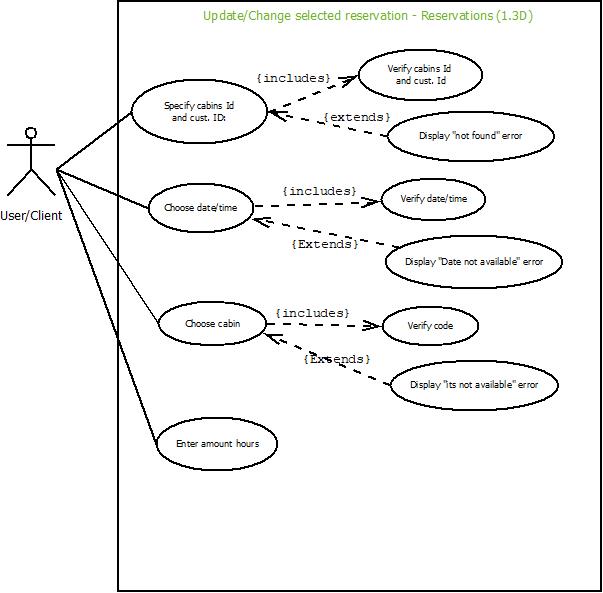 Update/Change selected reservation - Reservations (1.3D)
Verify cabins Id
and cust. Id
{includes}
Specify cabins Id
and cust. ID:
{extends}
Display "not found" error
User/Client
{includes}
Verify date/time
Choose date/time
{Extends}
Display "Date not available" error
{includes}
Choose cabin
Verify code
{Extends}
Display "Its not available" error
Enter amount hours